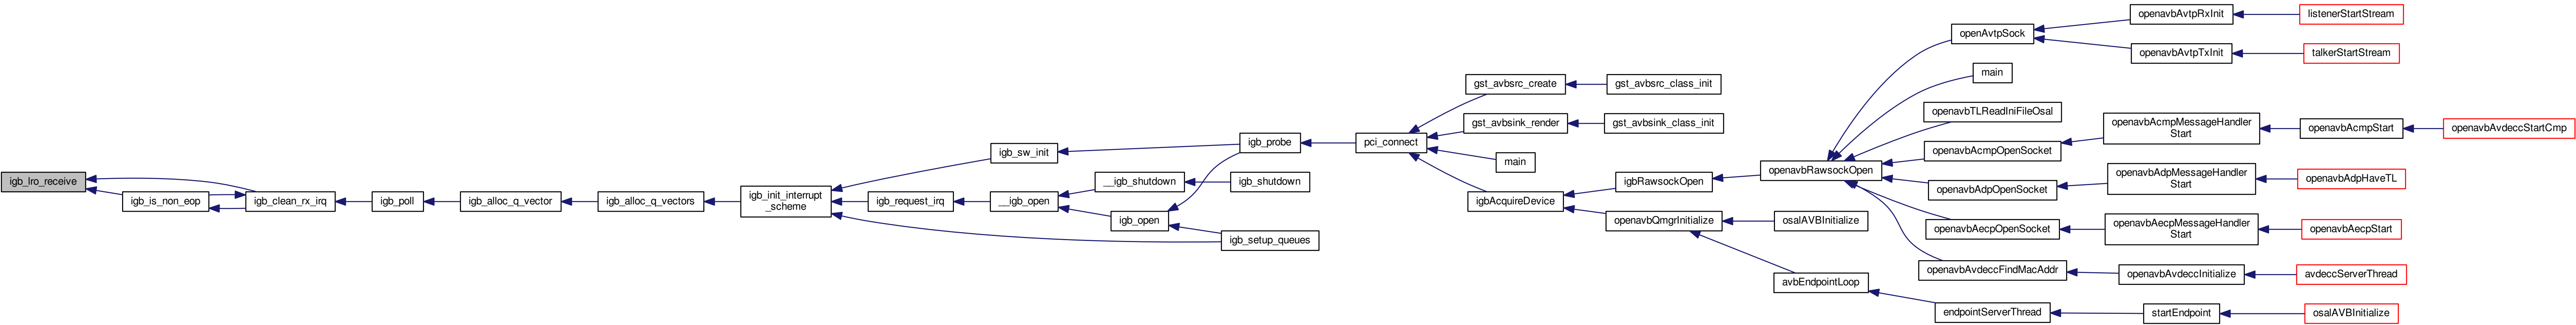 igb_lro_receive
igb_is_non_eop
igb_clean_rx_irq
igb_poll
igb_alloc_q_vector
igb_alloc_q_vectors
igb_init_interrupt
_scheme
igb_sw_init
igb_request_irq
__igb_open
__igb_shutdown
igb_open
igb_probe
igb_shutdown
igb_setup_queues
pci_connect
gst_avbsrc_create
gst_avbsink_render
main
igbAcquireDevice
gst_avbsrc_class_init
gst_avbsink_class_init
igbRawsockOpen
openavbQmgrInitialize
openavbRawsockOpen
osalAVBInitialize
avbEndpointLoop
openAvtpSock
main
openavbTLReadIniFileOsal
openavbAcmpOpenSocket
openavbAdpOpenSocket
openavbAecpOpenSocket
openavbAvdeccFindMacAddr
endpointServerThread
openavbAvtpRxInit
openavbAvtpTxInit
openavbAcmpMessageHandler
Start
openavbAdpMessageHandler
Start
openavbAecpMessageHandler
Start
openavbAvdeccInitialize
startEndpoint
listenerStartStream
talkerStartStream
openavbAcmpStart
openavbAdpHaveTL
openavbAecpStart
avdeccServerThread
osalAVBInitialize
openavbAvdeccStartCmp